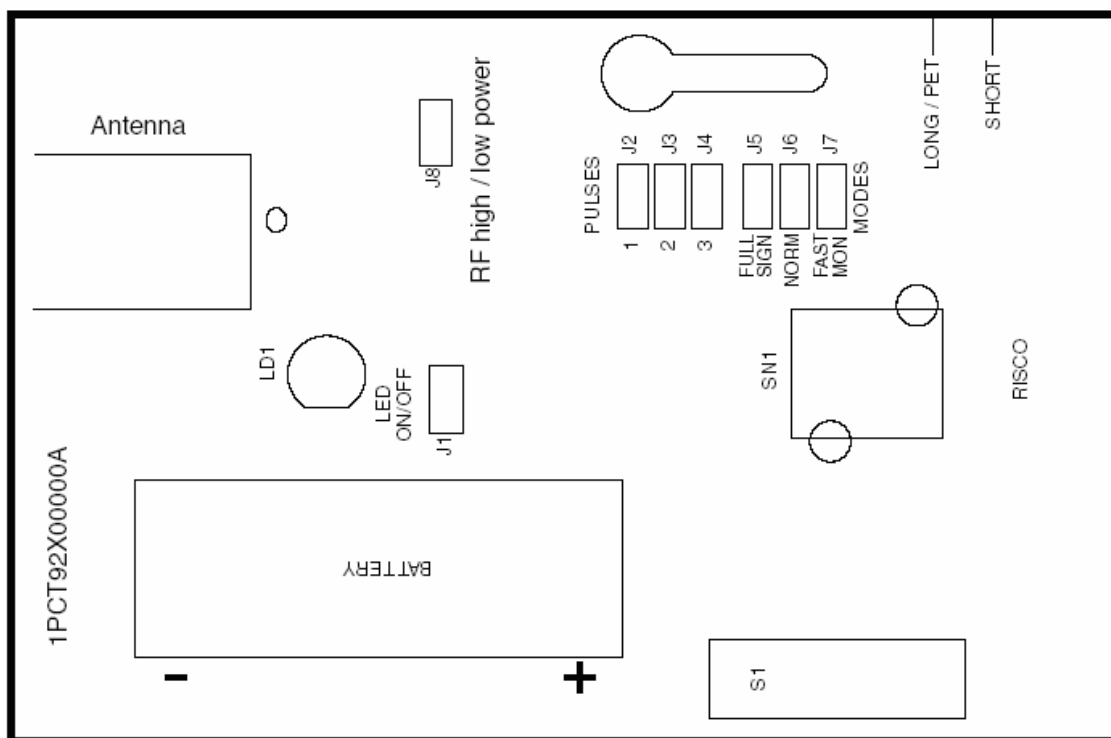 Antenna
J8
RF high / low power
PULSES
J2
J3
J4
J5
J6
J7
1
2
3
FULL
SIGN
NORM
FAST
MON
MODES
LONG / PET
SHORT
LD1
LED
ON/OFF
J1
SN1
RISCO
1PCT92X00000A
BATTERY
-
+
S1